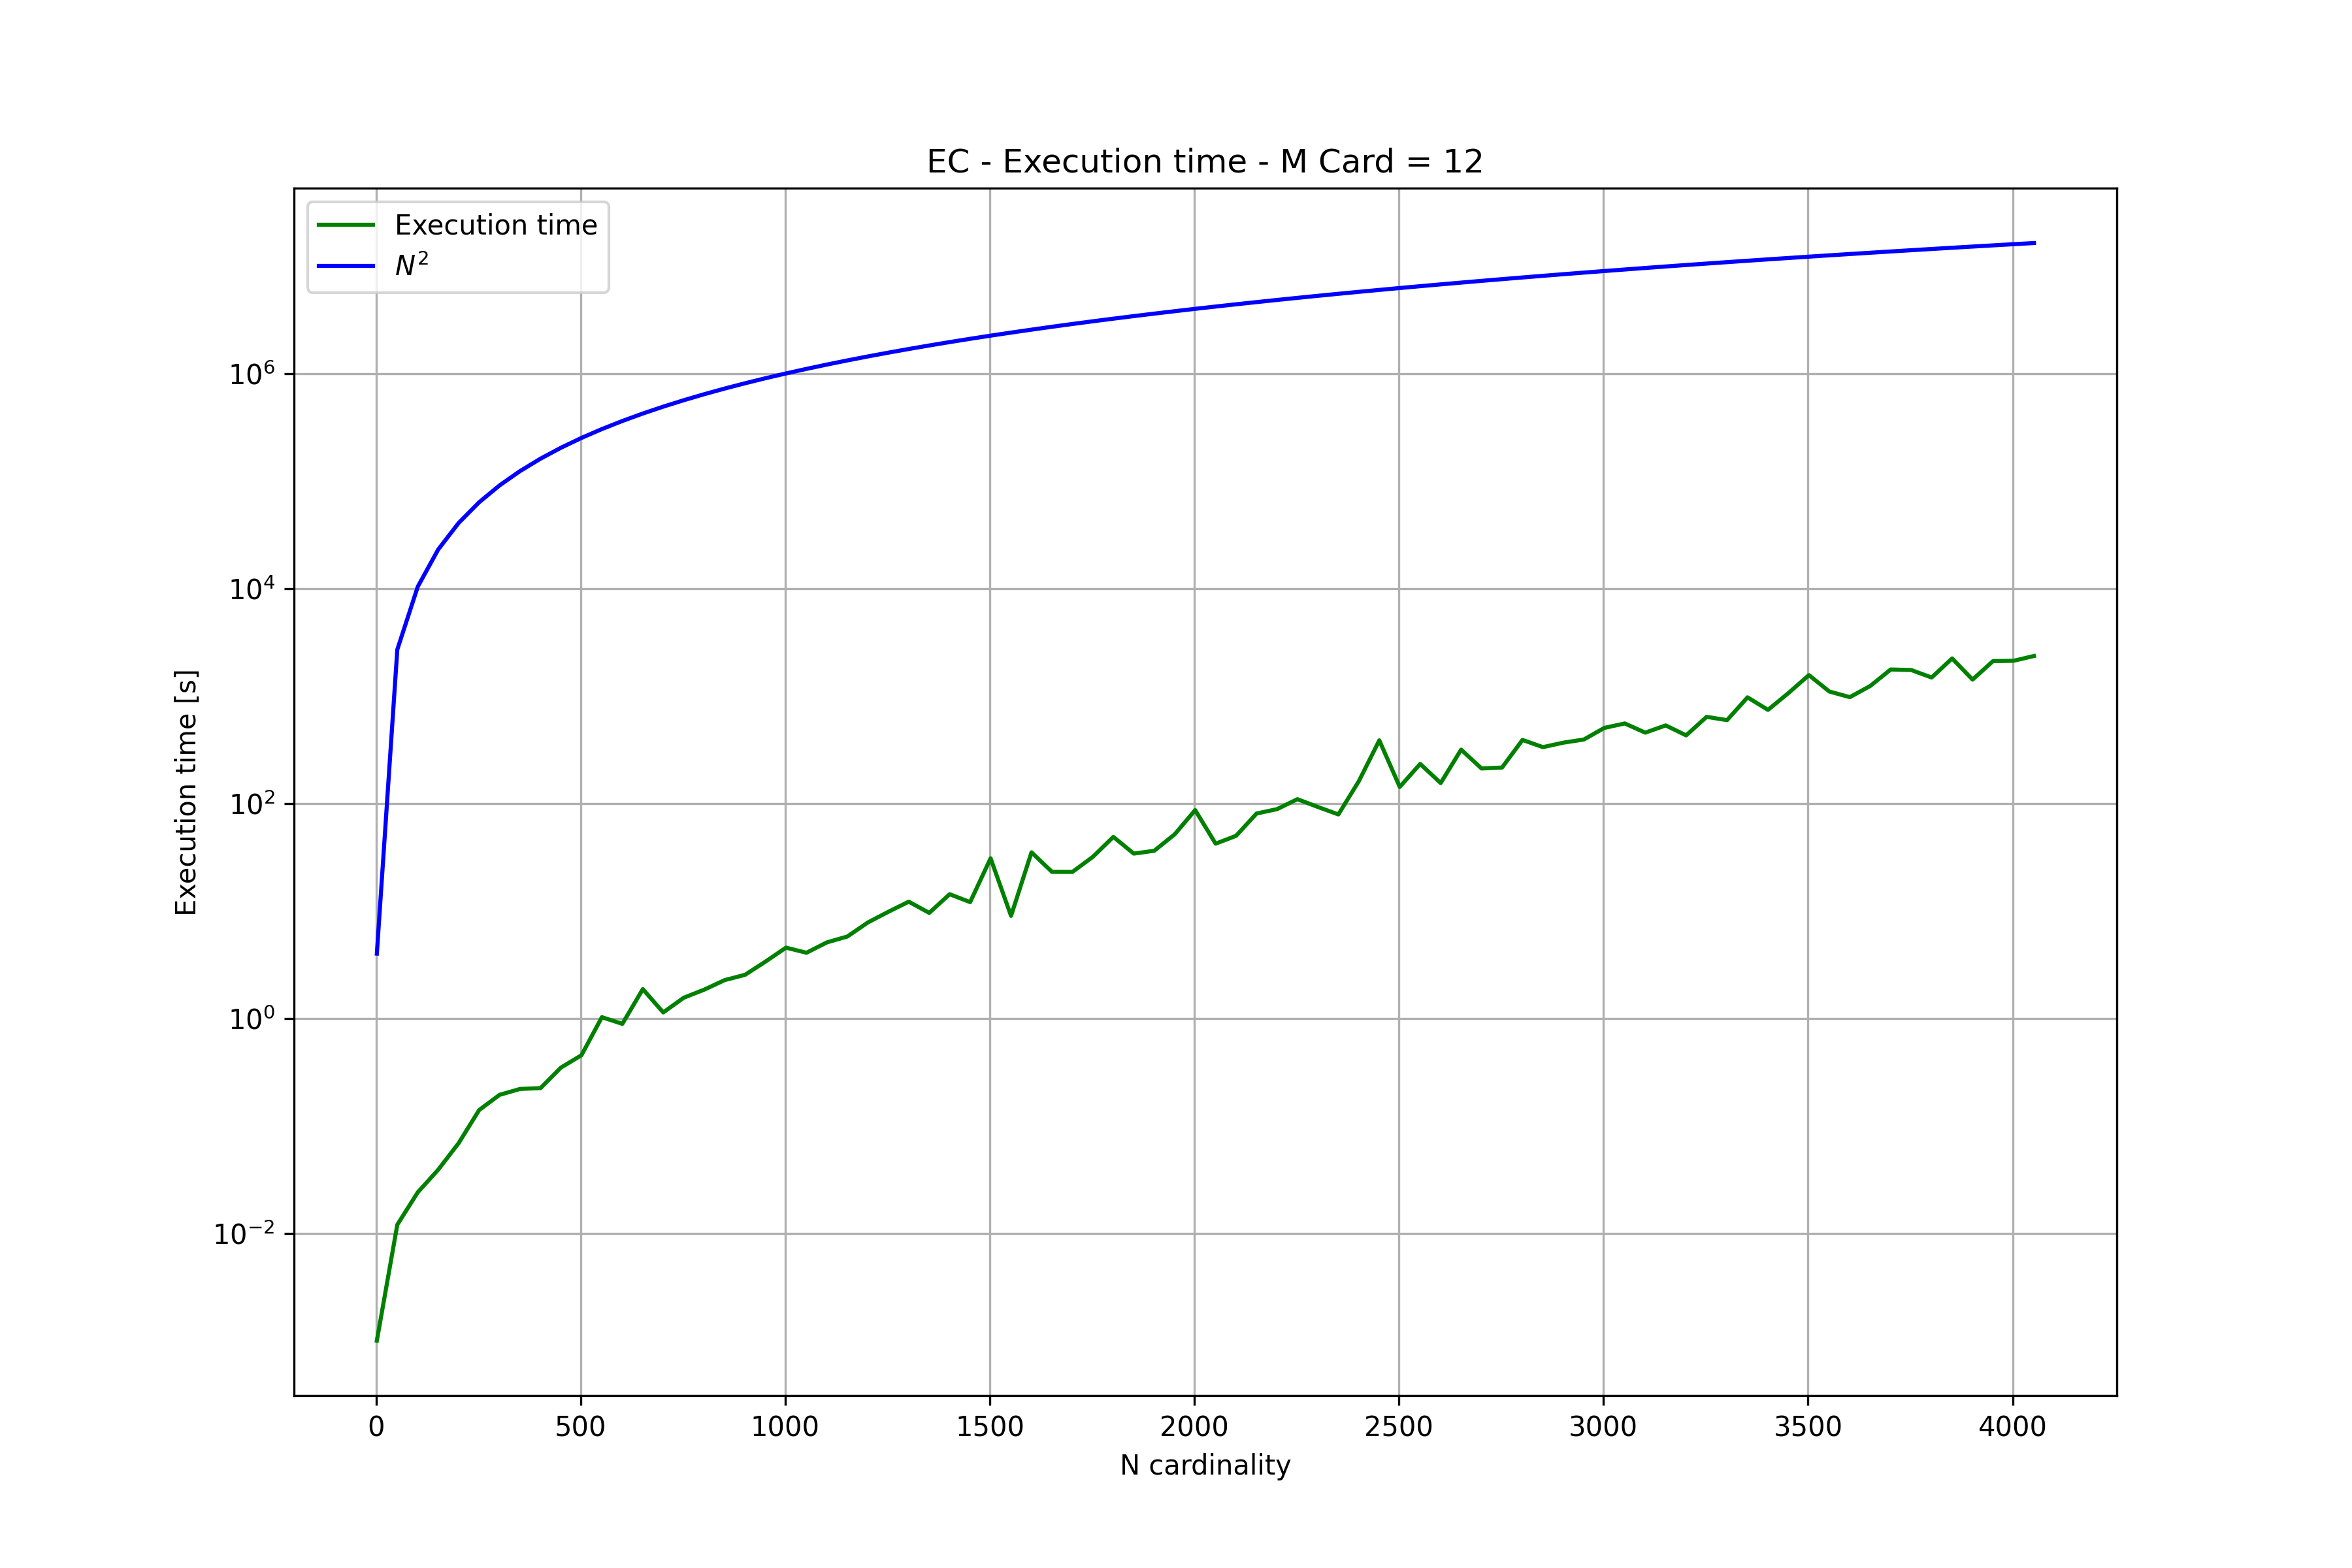 EC - Execution time - M Card = 12
Execution time
N²
10⁶
10⁴
10²
10⁰
10⁻²
Execution time [s]
0 500 1000 1500 2000 2500 3000 3500 4000
N cardinality